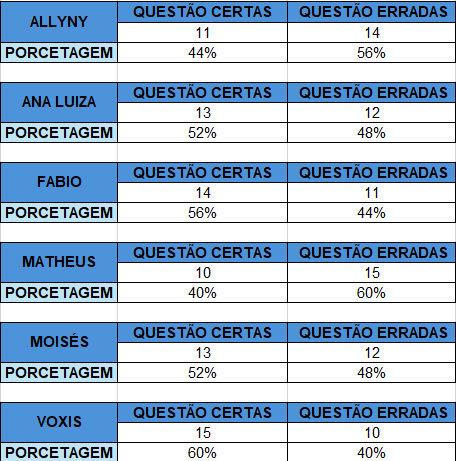 ALLYNY QUESTÃO CERTAS QUESTÃO ERRADAS
11 14
PORCETAGEM 44% 56%
ANA LUIZA QUESTÃO CERTAS QUESTÃO ERRADAS
13 12
PORCETAGEM 52% 48%
FABIO QUESTÃO CERTAS QUESTÃO ERRADAS
14 11
PORCETAGEM 56% 44%
MATHEUS QUESTÃO CERTAS QUESTÃO ERRADAS
10 15
PORCETAGEM 40% 60%
MOISÉS QUESTÃO CERTAS QUESTÃO ERRADAS
13 12
PORCETAGEM 52% 48%
VOXIS QUESTÃO CERTAS QUESTÃO ERRADAS
15 10
PORCETAGEM 60% 40%